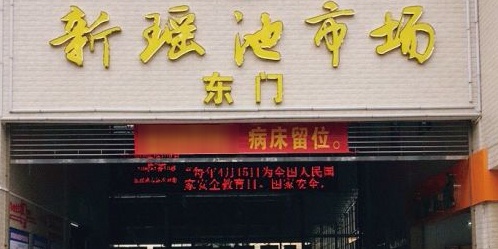 新瑶池市场
东门
病床留位。
“每年4月15日为全国人民国
家安全教育日。国家安全，